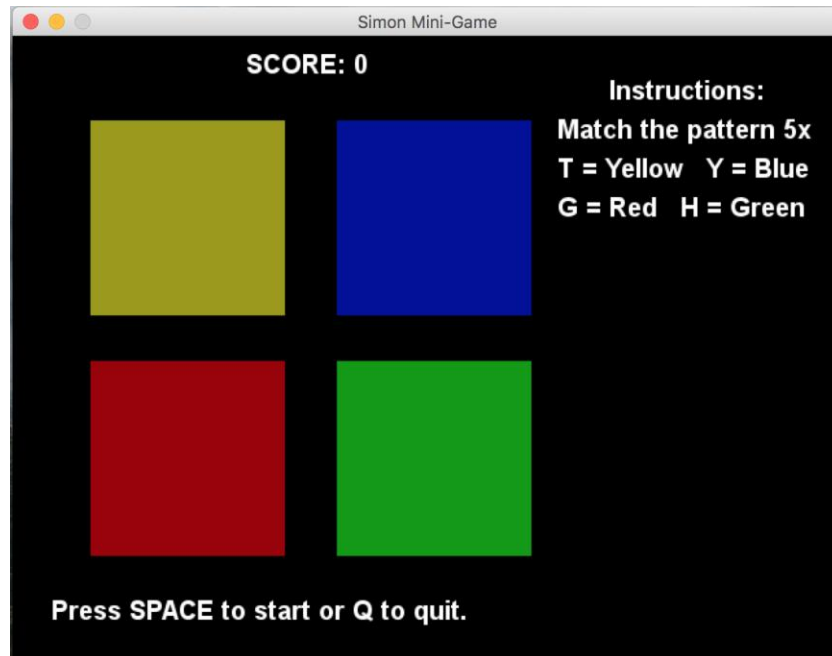 Simon Mini-Game
SCORE: 0
Instructions:
Match the pattern 5x
T = Yellow Y = Blue
G = Red H = Green
Press SPACE to start or Q to quit.